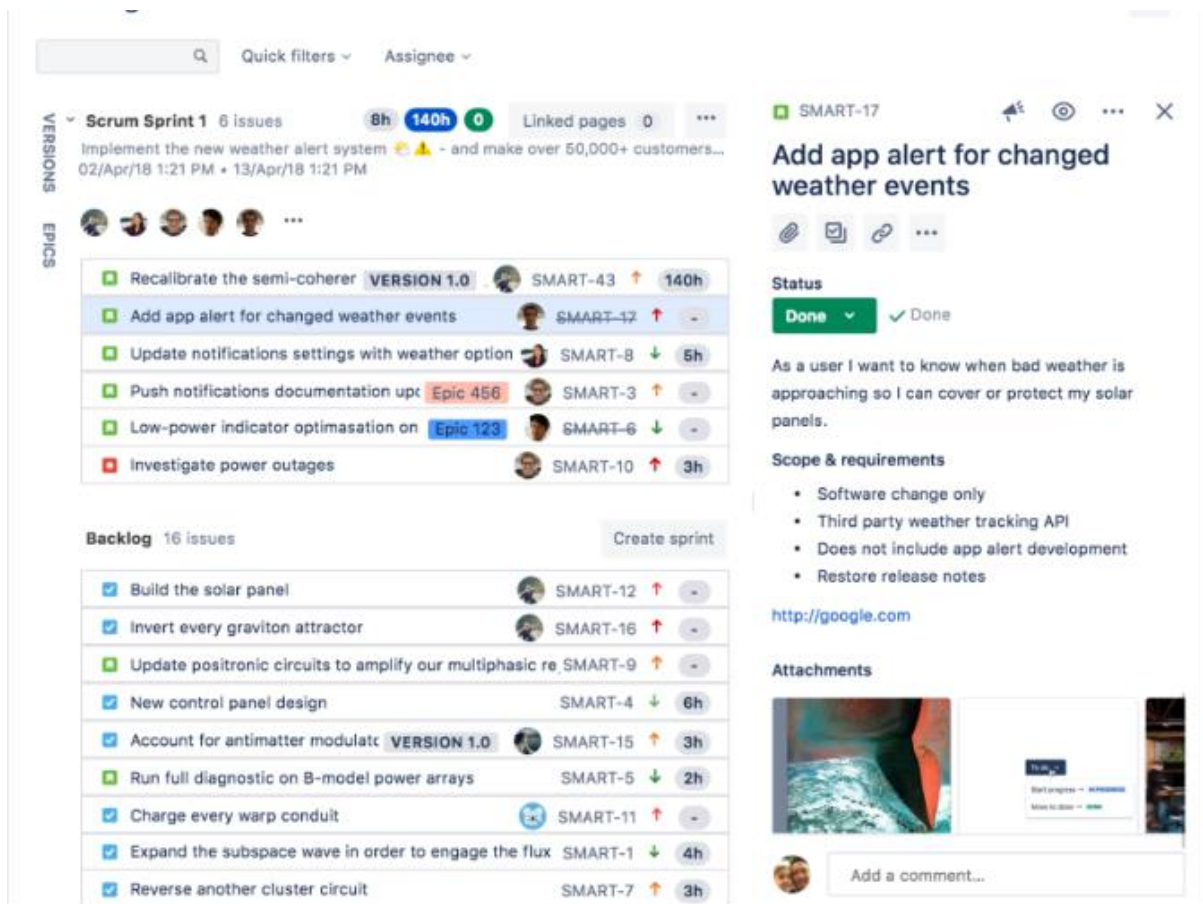 Quick filters
Assignee
VERSIONS
EPICS
Scrum Sprint 1 6 issues 8h 140h 0 Linked pages 0
Implement the new weather alert system - and make over 50,000+ customers...
02/Apr/18 1:21 PM • 13/Apr/18 1:21 PM
Recalibrate the semi-coherer VERSION 1.0 SMART-43 140h
Add app alert for changed weather events SMART-17 -
Update notifications settings with weather option SMART-8 5h
Push notifications documentation upc Epic 456 SMART-3 -
Low-power indicator optimasation on Epic 123 SMART-6 -
Investigate power outages SMART-10 3h
Backlog 16 issues Create sprint
Build the solar panel SMART-12 -
Invert every graviton attractor SMART-16 -
Update positronic circuits to amplify our multiphasic re SMART-9 -
New control panel design SMART-4 6h
Account for antimatter modulatc VERSION 1.0 SMART-15 3h
Run full diagnostic on B-model power arrays SMART-5 2h
Charge every warp conduit SMART-11 -
Expand the subspace wave in order to engage the flux SMART-1 4h
Reverse another cluster circuit SMART-7 3h
SMART-17
Add app alert for changed
weather events
Status
Done Done
As a user I want to know when bad weather is
approaching so I can cover or protect my solar
panels.
Scope & requirements
• Software change only
• Third party weather tracking API
• Does not include app alert development
• Restore release notes
http://google.com
Attachments
To do
Start progress → IN PROGRESS
Move to done → DONE
Add a comment...